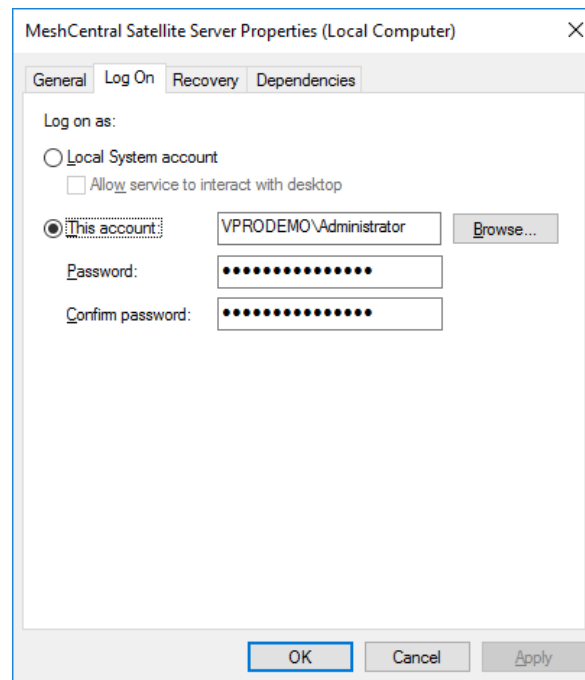 MeshCentral Satellite Server Properties (Local Computer)
General Log On Recovery Dependencies
Log on as:
Local System account
Allow service to interact with desktop
This account: VPRODEMO\Administrator Browse...
Password: •••••••••••••••
Confirm password: •••••••••••••••
OK Cancel Apply